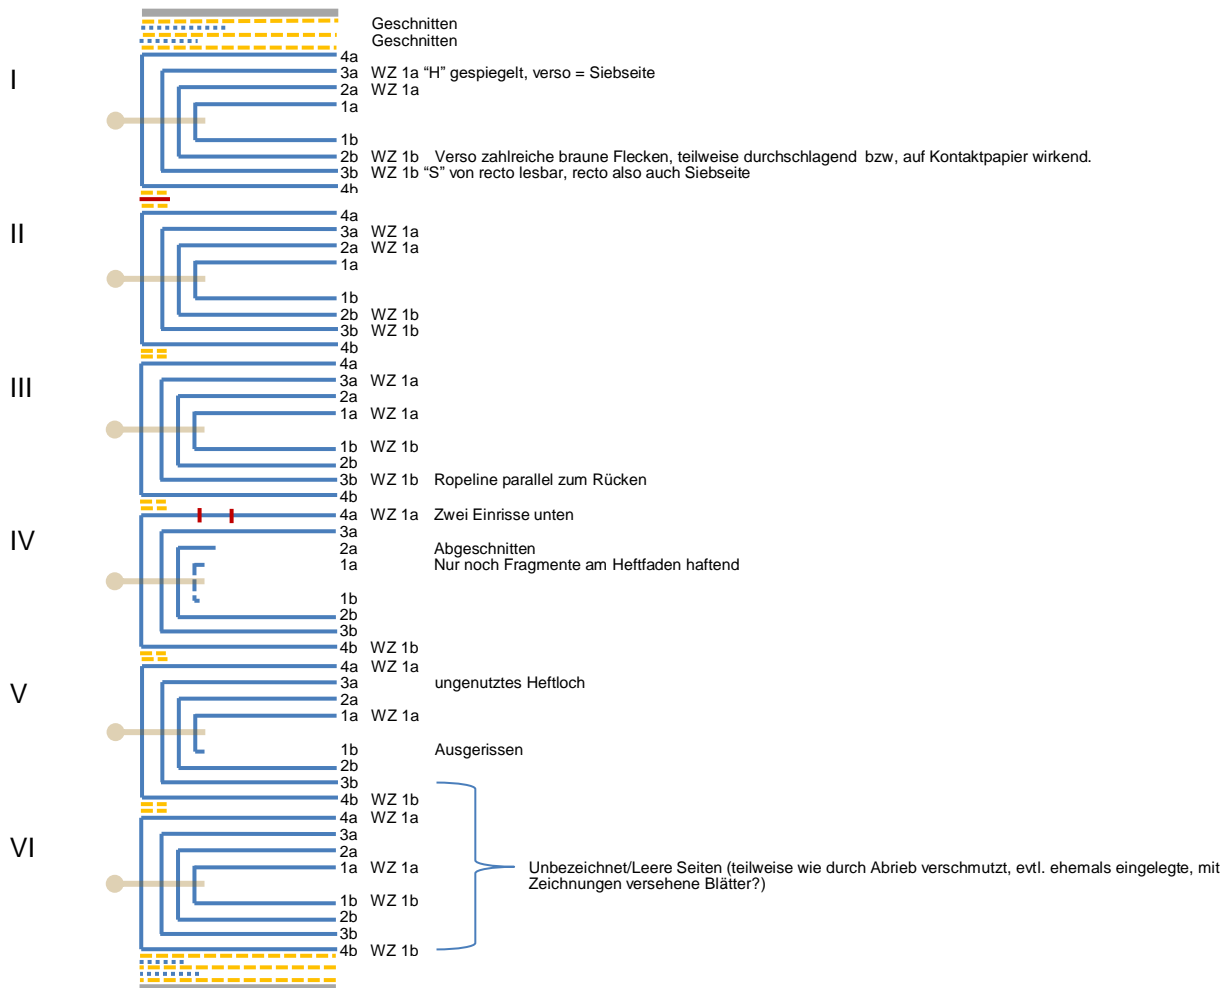 Geschnitten
Geschnitten
I
4a
3a WZ 1a “H” gespiegelt, verso = Siebseite
2a WZ 1a
1a
1b
2b WZ 1b Verso zahlreiche braune Flecken, teilweise durchschlagend bzw, auf Kontaktpapier wirkend.
3b WZ 1b “S” von recto lesbar, recto also auch Siebseite
4b
II
4a
3a WZ 1a
2a WZ 1a
1a
1b
2b WZ 1b
3b WZ 1b
4b
III
4a
3a WZ 1a
2a
1a WZ 1a
1b WZ 1b
2b
3b WZ 1b Ropeline parallel zum Rücken
4b
IV
4a WZ 1a Zwei Einrisse unten
3a
2a Abgeschnitten
1a Nur noch Fragmente am Heftfaden haftend
1b
2b
3b
4b WZ 1b
V
4a WZ 1a
3a ungenutztes Heftloch
2a
1a WZ 1a
1b Ausgerissen
2b
3b
4b WZ 1b
VI
4a WZ 1a
3a
2a
1a WZ 1a
1b WZ 1b
2b
3b
4b WZ 1b
Unbezeichnet/Leere Seiten (teilweise wie durch Abrieb verschmutzt, evtl. ehemals eingelegte, mit
Zeichnungen versehene Blätter?)